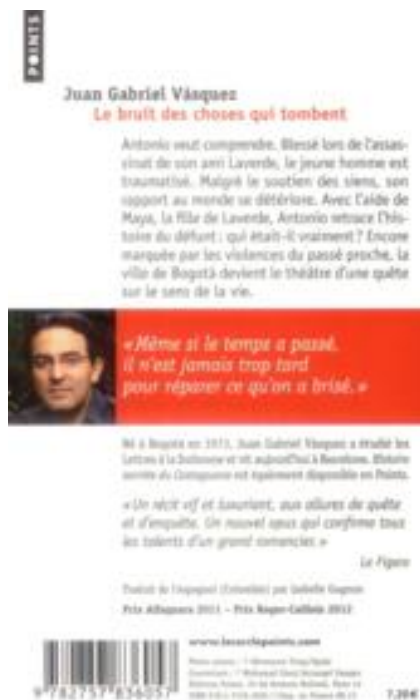 POINTS
Juan Gabriel Vásquez
Le bruit des choses qui tombent
Antonio veut comprendre. Blessé lors de l'assas-
sinat de son ami Laverde, le jeune homme est
traumatisé. Malgré le soutien des siens, son
rapport au monde se détériore. Avec l'aide de
Maya, la fille de Laverde, Antonio retrace l'his-
toire du défunt : qui était-il vraiment ? Encore
marquée par les violences du passé proche, la
ville de Bogotá devient le théâtre d'une quête
sur le sens de la vie.
« Même si le temps a passé,
il n'est jamais trop tard
pour réparer ce qu'on a brisé. »
Né à Bogotá en 1973, Juan Gabriel Vásquez a étudié les
Lettres à la Sorbonne et vit aujourd'hui à Barcelone. Histoire
secrète du Costaguana est également disponible en Points.
« Un récit vif et luxuriant, aux allures de quête
et d'enquête. Un nouvel opus qui confirme tous
les talents d'un grand romancier. »
Le Figaro
Traduit de l'espagnol (Colombie) par Isabelle Gugnon
Prix Alfaguara 2011 – Prix Roger-Caillois 2012
www.lecerclepoints.com
9 782757 836057
7,20 €